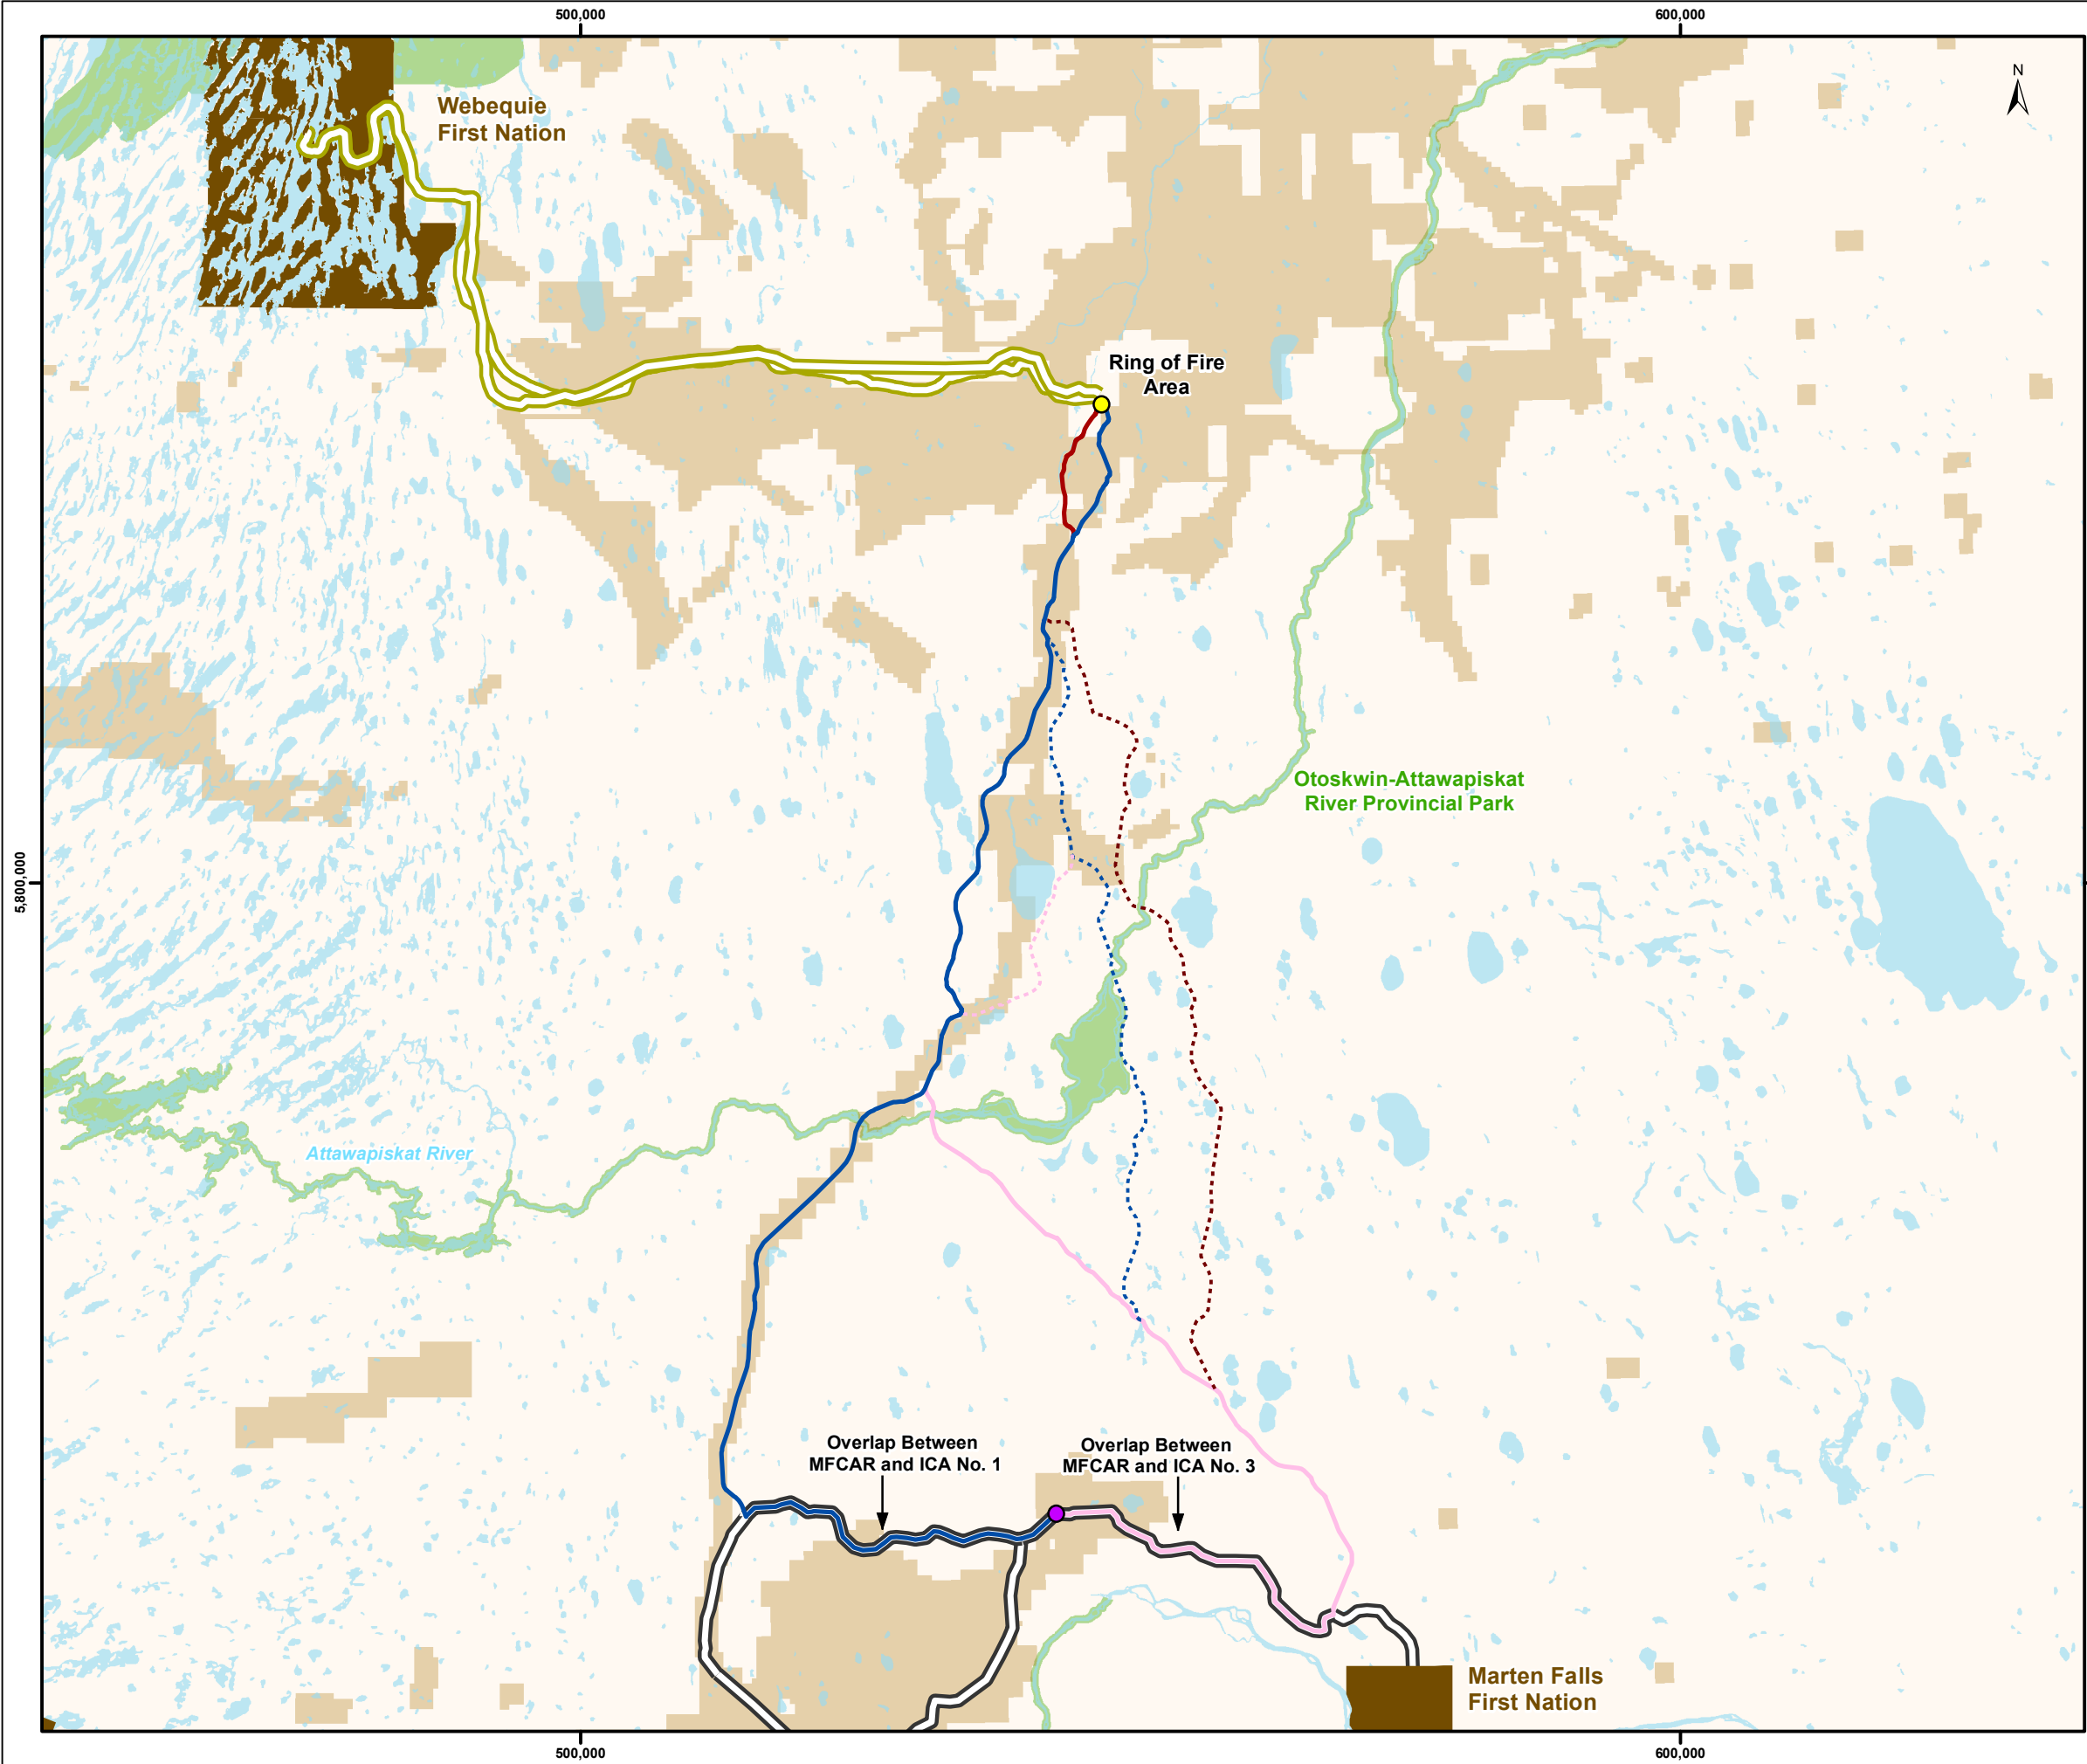 500,000
600,000
N
Webequie
First Nation
Ring of Fire
Area
Otoskwin-Attawapiskat
River Provincial Park
5,800,000
Attawapiskat River
Overlap Between
MFCAR and ICA No. 1
Overlap Between
MFCAR and ICA No. 3
Marten Falls
First Nation
500,000
600,000